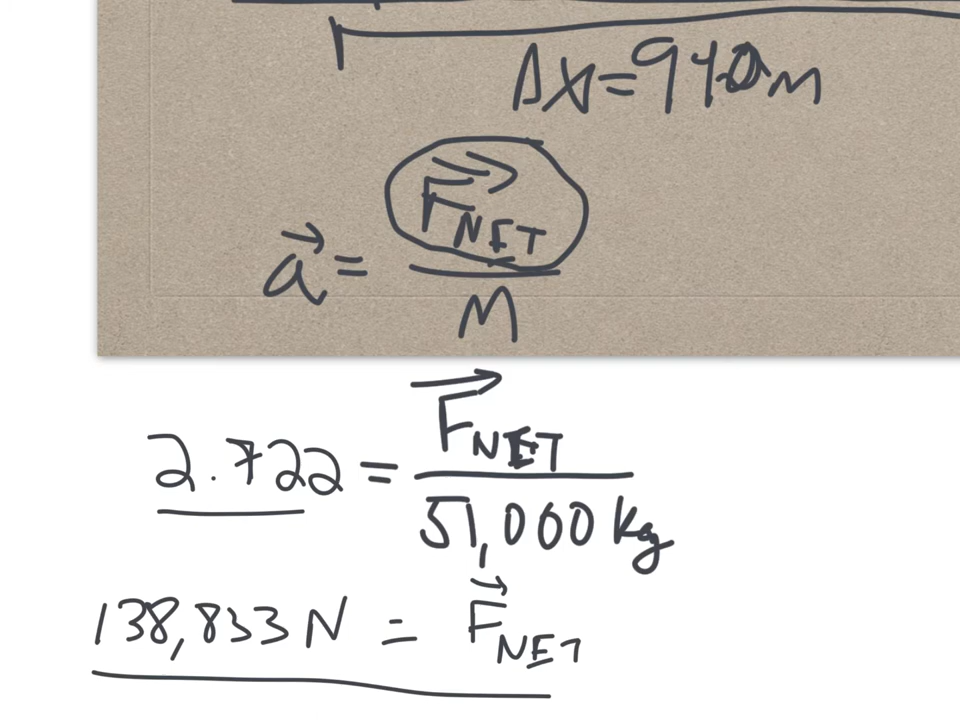 Δx=940m
a⃗ = F⃗NET / M
2.722 = F⃗NET / 51,000 kg
138,833 N = F⃗NET